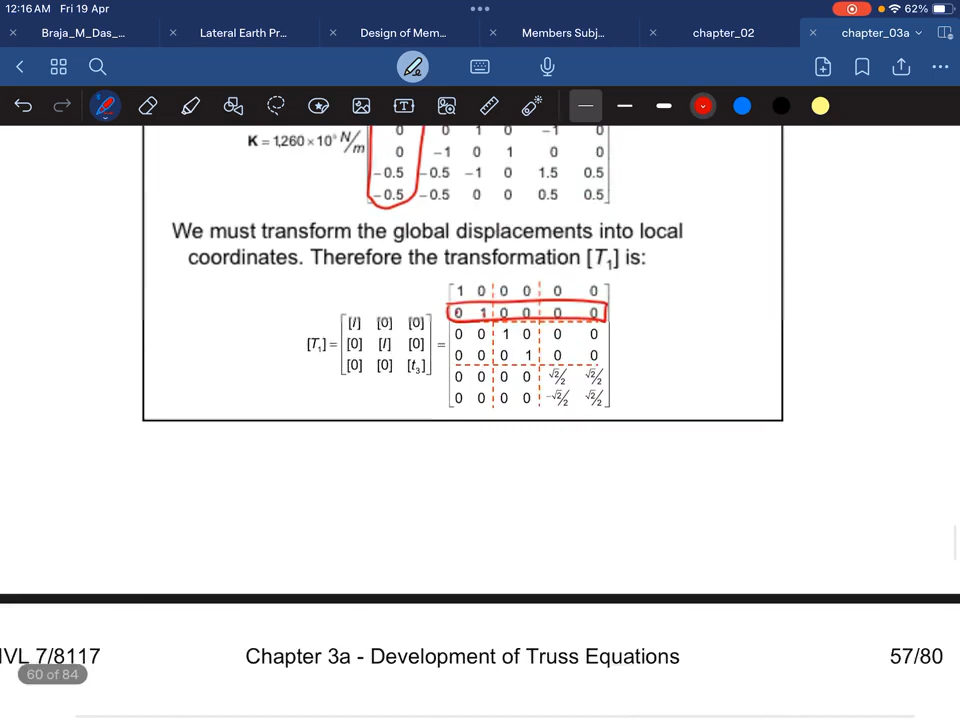 12:16 AM Fri 19 Apr
62%
Braja_M_Das_...
Lateral Earth Pr...
Design of Mem...
Members Subj...
chapter_02
chapter_03a
0 0 1 0 −1 0
K = 1,260 × 10⁵ N/m
0 −1 0 1 0 0
−0.5 −0.5 −1 0 1.5 0.5
−0.5 −0.5 0 0 0.5 0.5
We must transform the global displacements into local
coordinates. Therefore the transformation [T₁] is:
1 0 0 0 0 0
0 1 0 0 0 0
[I] [0] [0]
0 0 1 0 0 0
[T₁] = [0] [I] [0] =
0 0 0 1 0 0
[0] [0] [t₃]
0 0 0 0 √2/2 √2/2
0 0 0 0 −√2/2 √2/2
IVL 7/8117
Chapter 3a - Development of Truss Equations
57/80
60 of 84